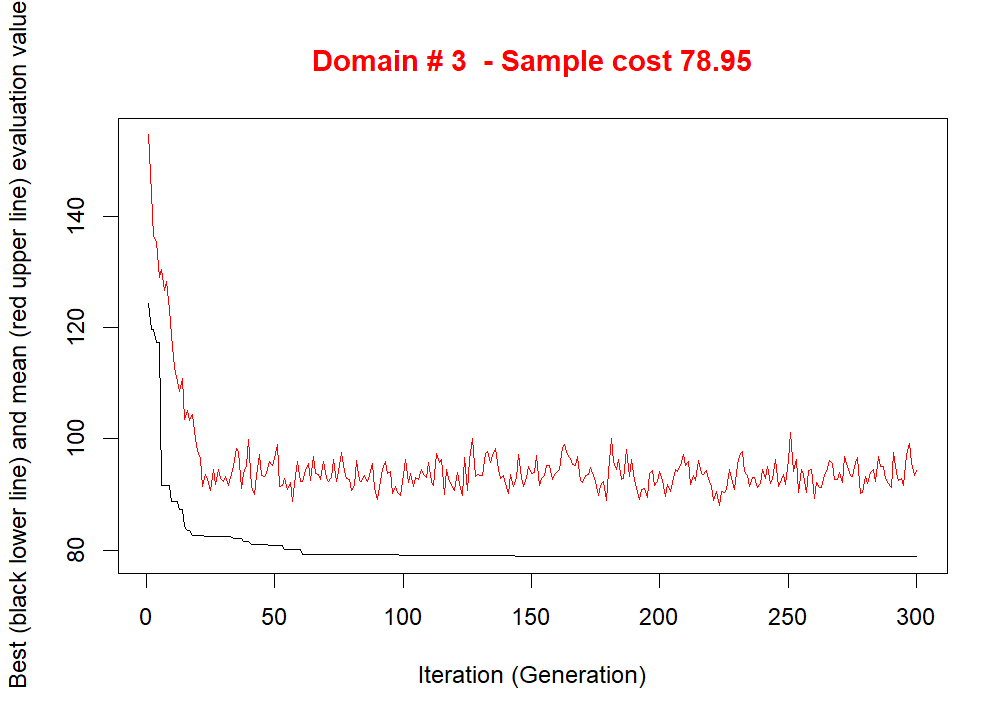 Domain # 3  - Sample cost 78.95
Best (black lower line) and mean (red upper line) evaluation value
140
120
100
80
0 50 100 150 200 250 300
Iteration (Generation)